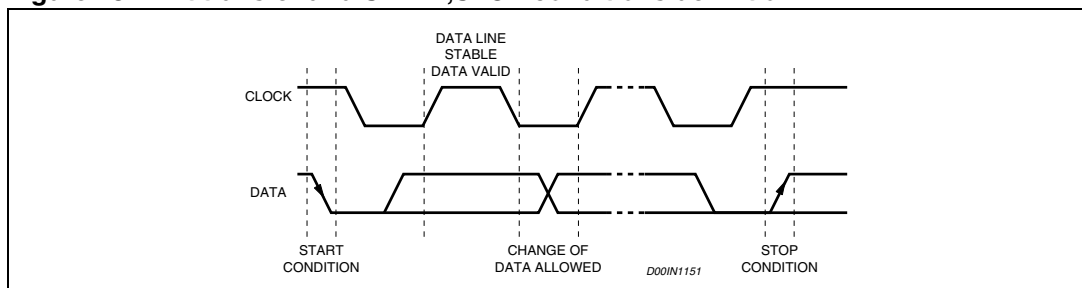 DATA LINE
STABLE
DATA VALID
CLOCK
DATA
START
CONDITION
CHANGE OF
DATA ALLOWED
D00IN1151
STOP
CONDITION